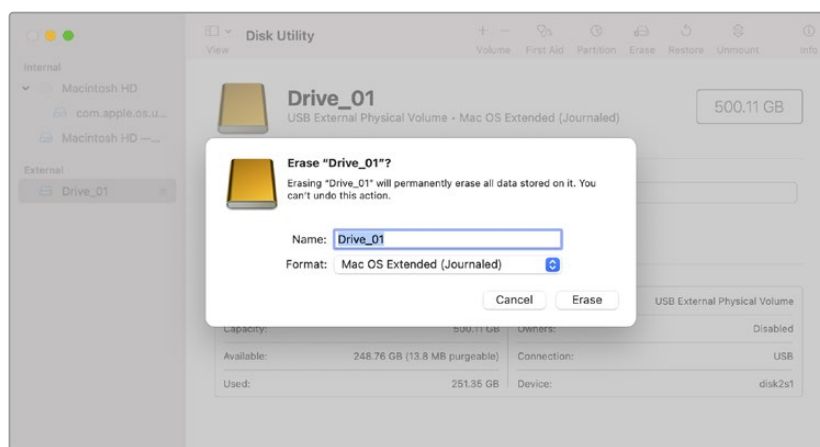 Disk Utility
View
Volume First Aid Partition Erase Restore Unmount Info
Internal
Macintosh HD
com.apple.os.u...
Macintosh HD —...
External
Drive_01
Drive_01
USB External Physical Volume • Mac OS Extended (Journaled)
500.11 GB
Erase “Drive_01”?
Erasing “Drive_01” will permanently erase all data stored on it. You
can’t undo this action.
Name: Drive_01
Format: Mac OS Extended (Journaled)
Cancel Erase
USB External Physical Volume
Capacity: 500.11 GB Owners: Disabled
Available: 248.76 GB (13.8 MB purgeable) Connection: USB
Used: 251.35 GB Device: disk2s1